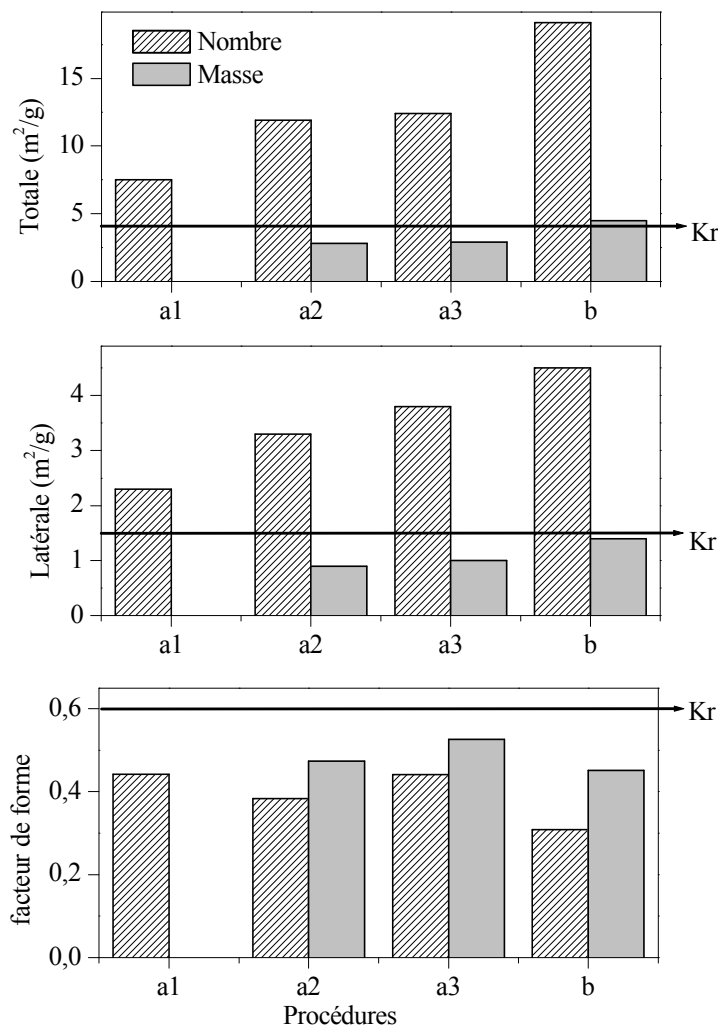 Nombre
Masse
Totale (m²/g)
15
10
5
0
Kr
a1 a2 a3 b
Latérale (m²/g)
4
3
2
1
0
Kr
a1 a2 a3 b
facteur de forme
0,6
0,4
0,2
0,0
Kr
a1 a2 a3 b
Procédures